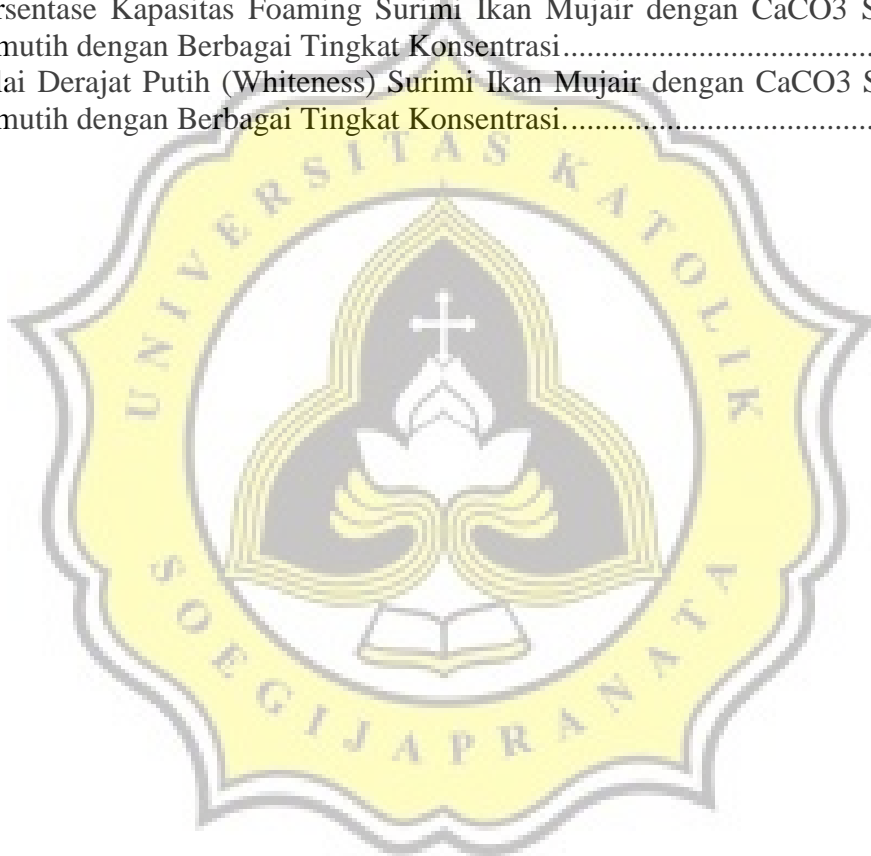 rsentase Kapasitas Foaming Surimi Ikan Mujair dengan CaCO3 S
mutih dengan Berbagai Tingkat Konsentrasi.......................................
lai Derajat Putih (Whiteness) Surimi Ikan Mujair dengan CaCO3 S
mutih dengan Berbagai Tingkat Konsentrasi.......................................
UNIVERSITAS KATOLIK
SOEGIJAPRANATA